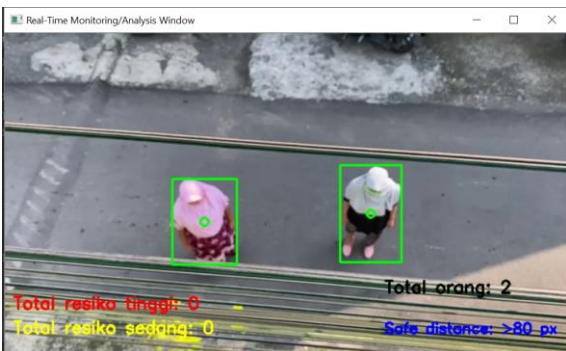 Real-Time Monitoring/Analysis Window
Total orang: 2
Total resiko tinggi: 0
Total resiko sedang: 0
Safe distance: >80 px